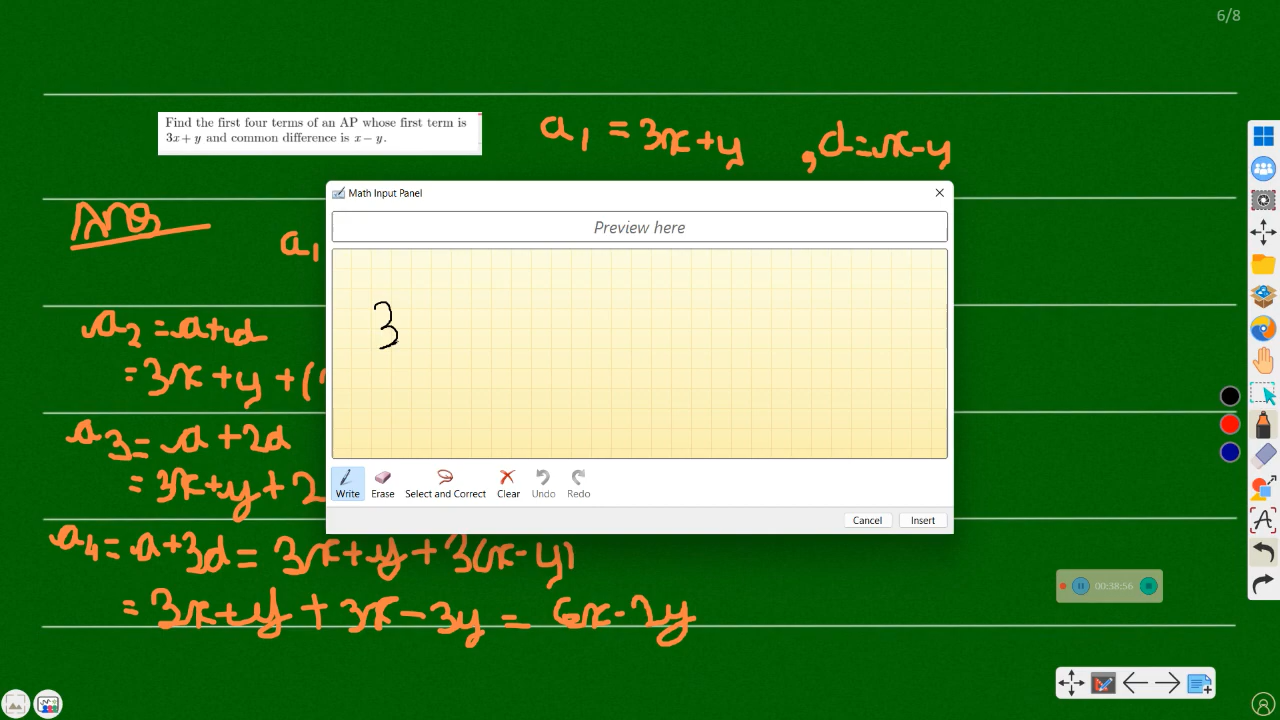 6/8
Find the first four terms of an AP whose first term is
3x + y and common difference is x − y.
a₁ = 3x+y , d=x-y
Ans
a₁
Math Input Panel
Preview here
3
a₂ = a+d
= 3x+y +(
a₃ = a+2d
= 3x+y+2
Write Erase Select and Correct Clear Undo Redo
Cancel Insert
a₄ = a+3d = 3x+y+3(x-y)
= 3x+y + 3x-3y = 6x-2y
00:38:56